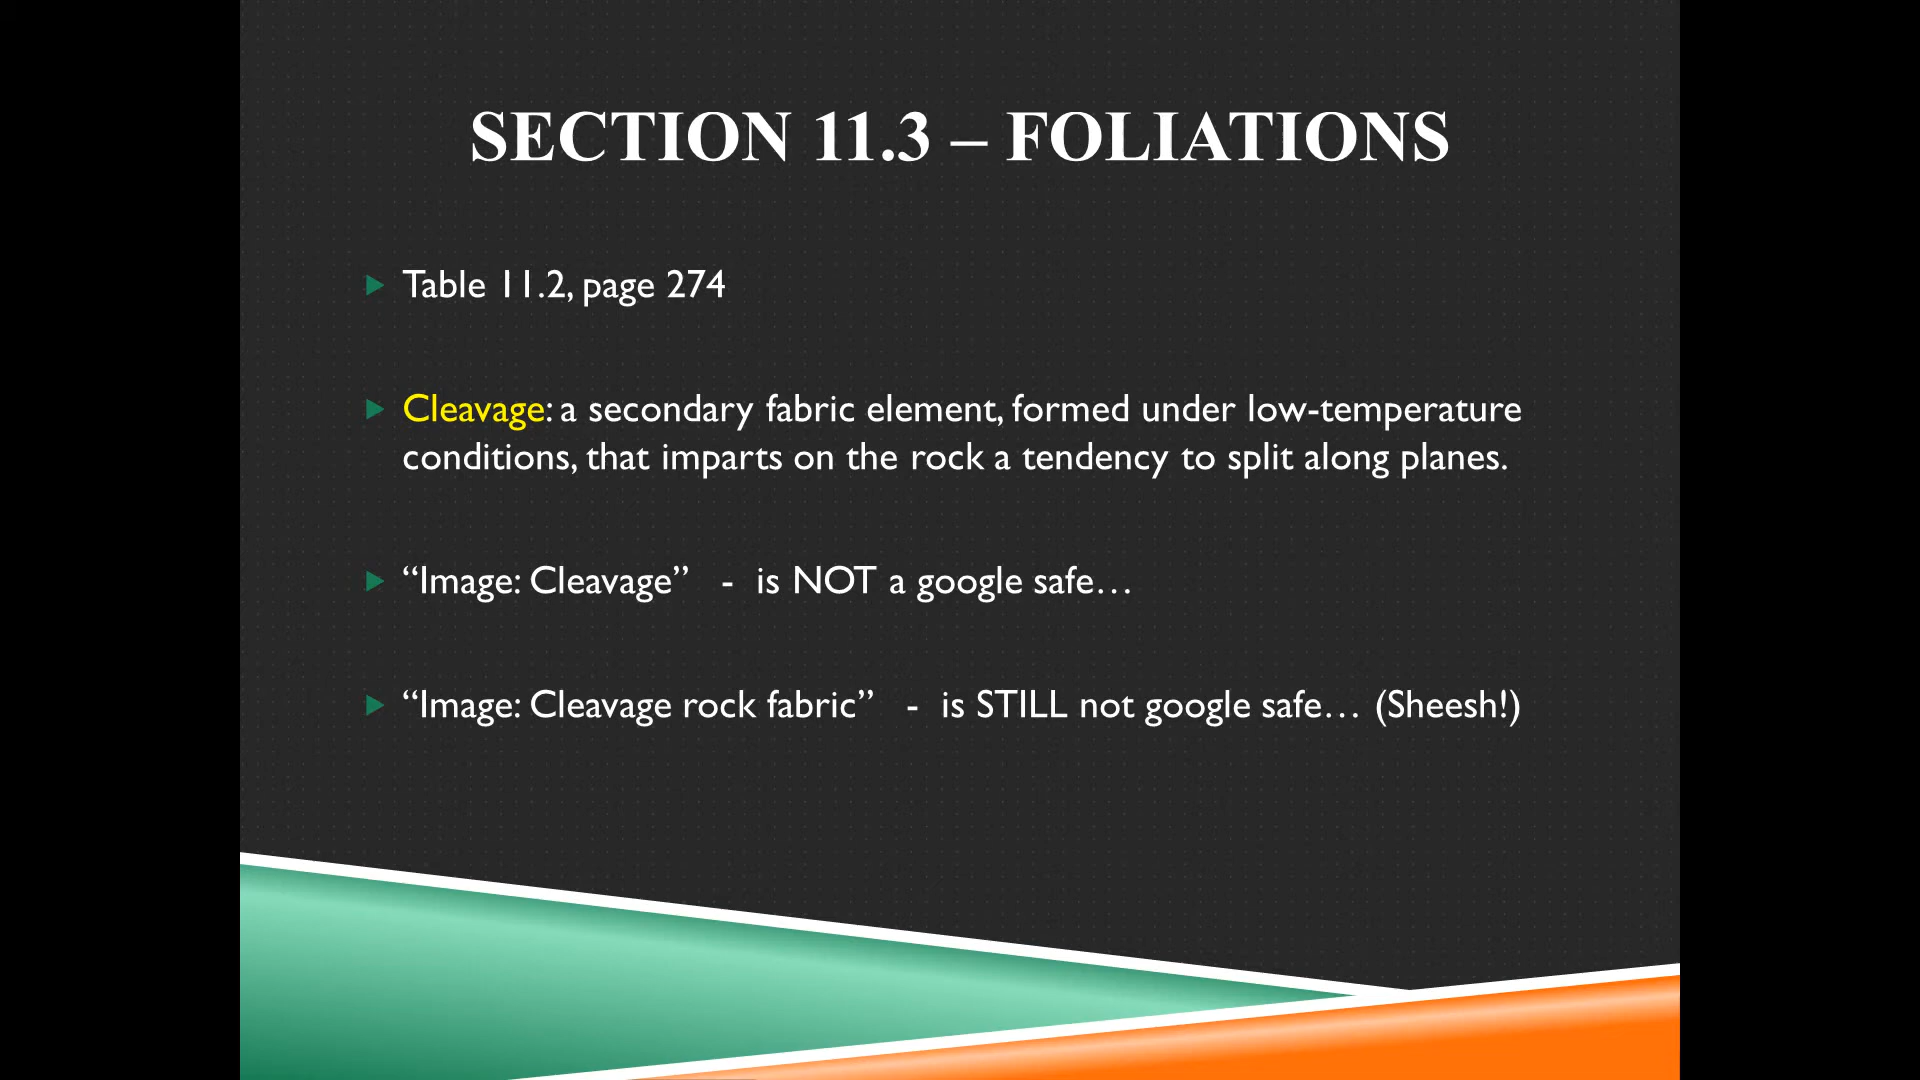 SECTION 11.3 – FOLIATIONS
Table 11.2, page 274
Cleavage: a secondary fabric element, formed under low-temperature
conditions, that imparts on the rock a tendency to split along planes.
“Image: Cleavage” - is NOT a google safe…
“Image: Cleavage rock fabric” - is STILL not google safe… (Sheesh!)